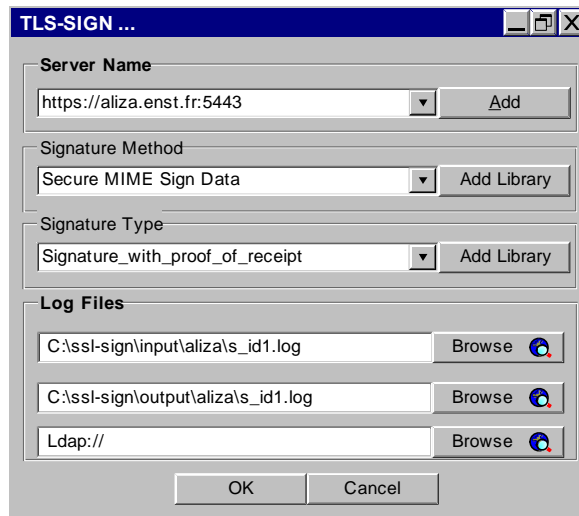 TLS-SIGN ...
Server Name
https://aliza.enst.fr:5443
Add
Signature Method
Secure MIME Sign Data
Add Library
Signature Type
Signature_with_proof_of_receipt
Add Library
Log Files
C:\ssl-sign\input\aliza\s_id1.log
Browse
C:\ssl-sign\output\aliza\s_id1.log
Browse
Ldap://
Browse
OK
Cancel